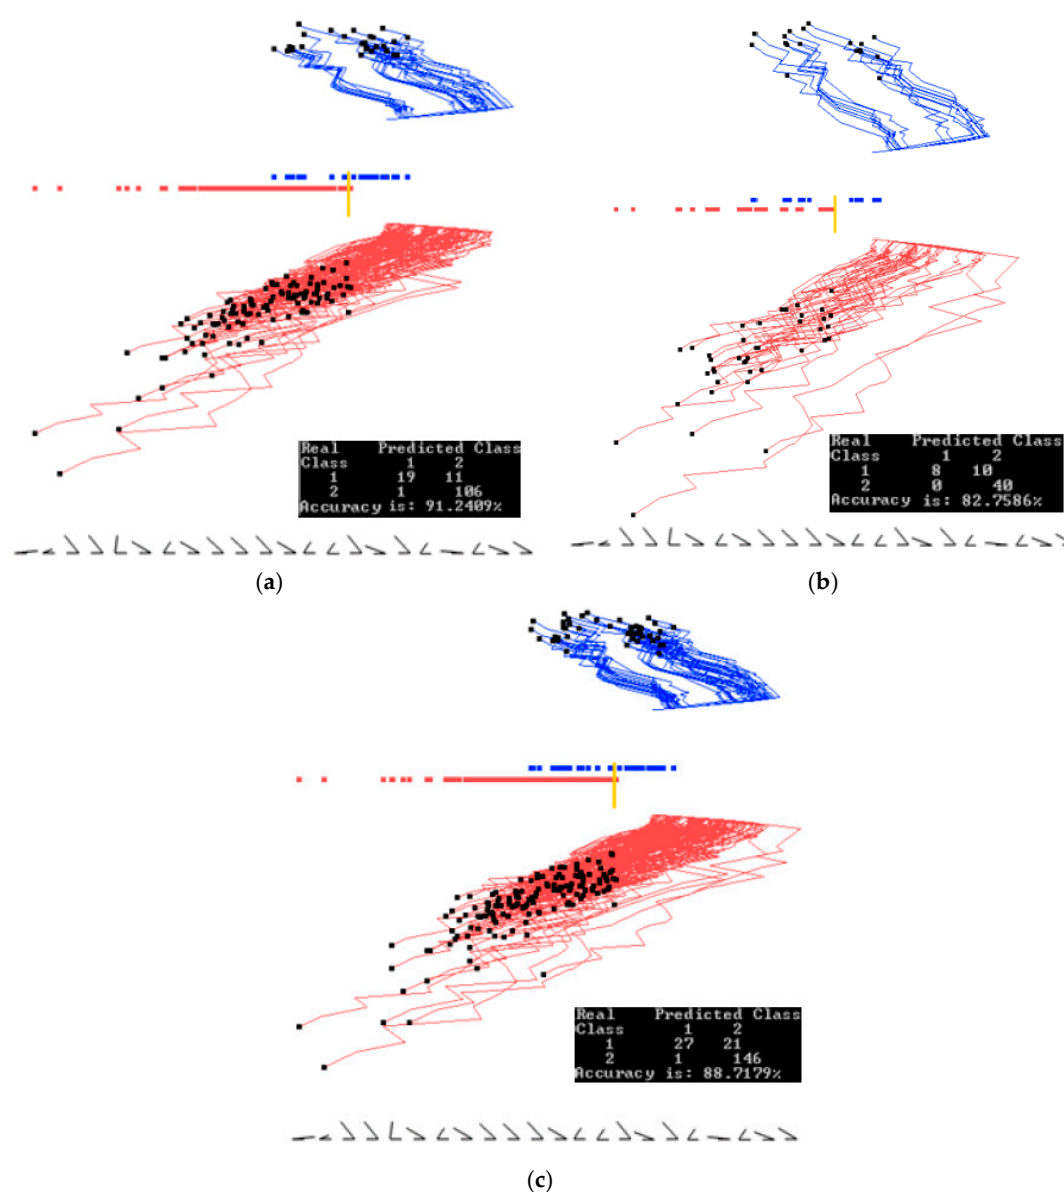 Real Predicted Class
Class 1 2
1 19 11
2 1 106
Accuracy is: 91.2409%
Real Predicted Class
Class 1 2
1 8 10
2 0 40
Accuracy is: 82.7586%
(a)
(b)
Real Predicted Class
Class 1 2
1 27 21
2 1 146
Accuracy is: 88.7179%
(c)